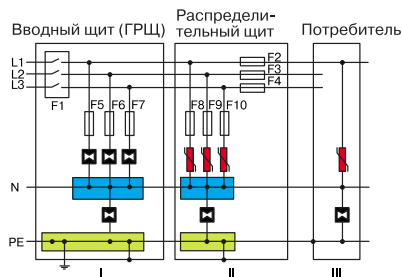 Вводный щит (ГРЩ)
Распредели-
тельный щит
Потребитель
L1
L2
L3
F1
F2
F3
F4
F5 F6 F7
F8 F9 F10
N
PE
I
II
III